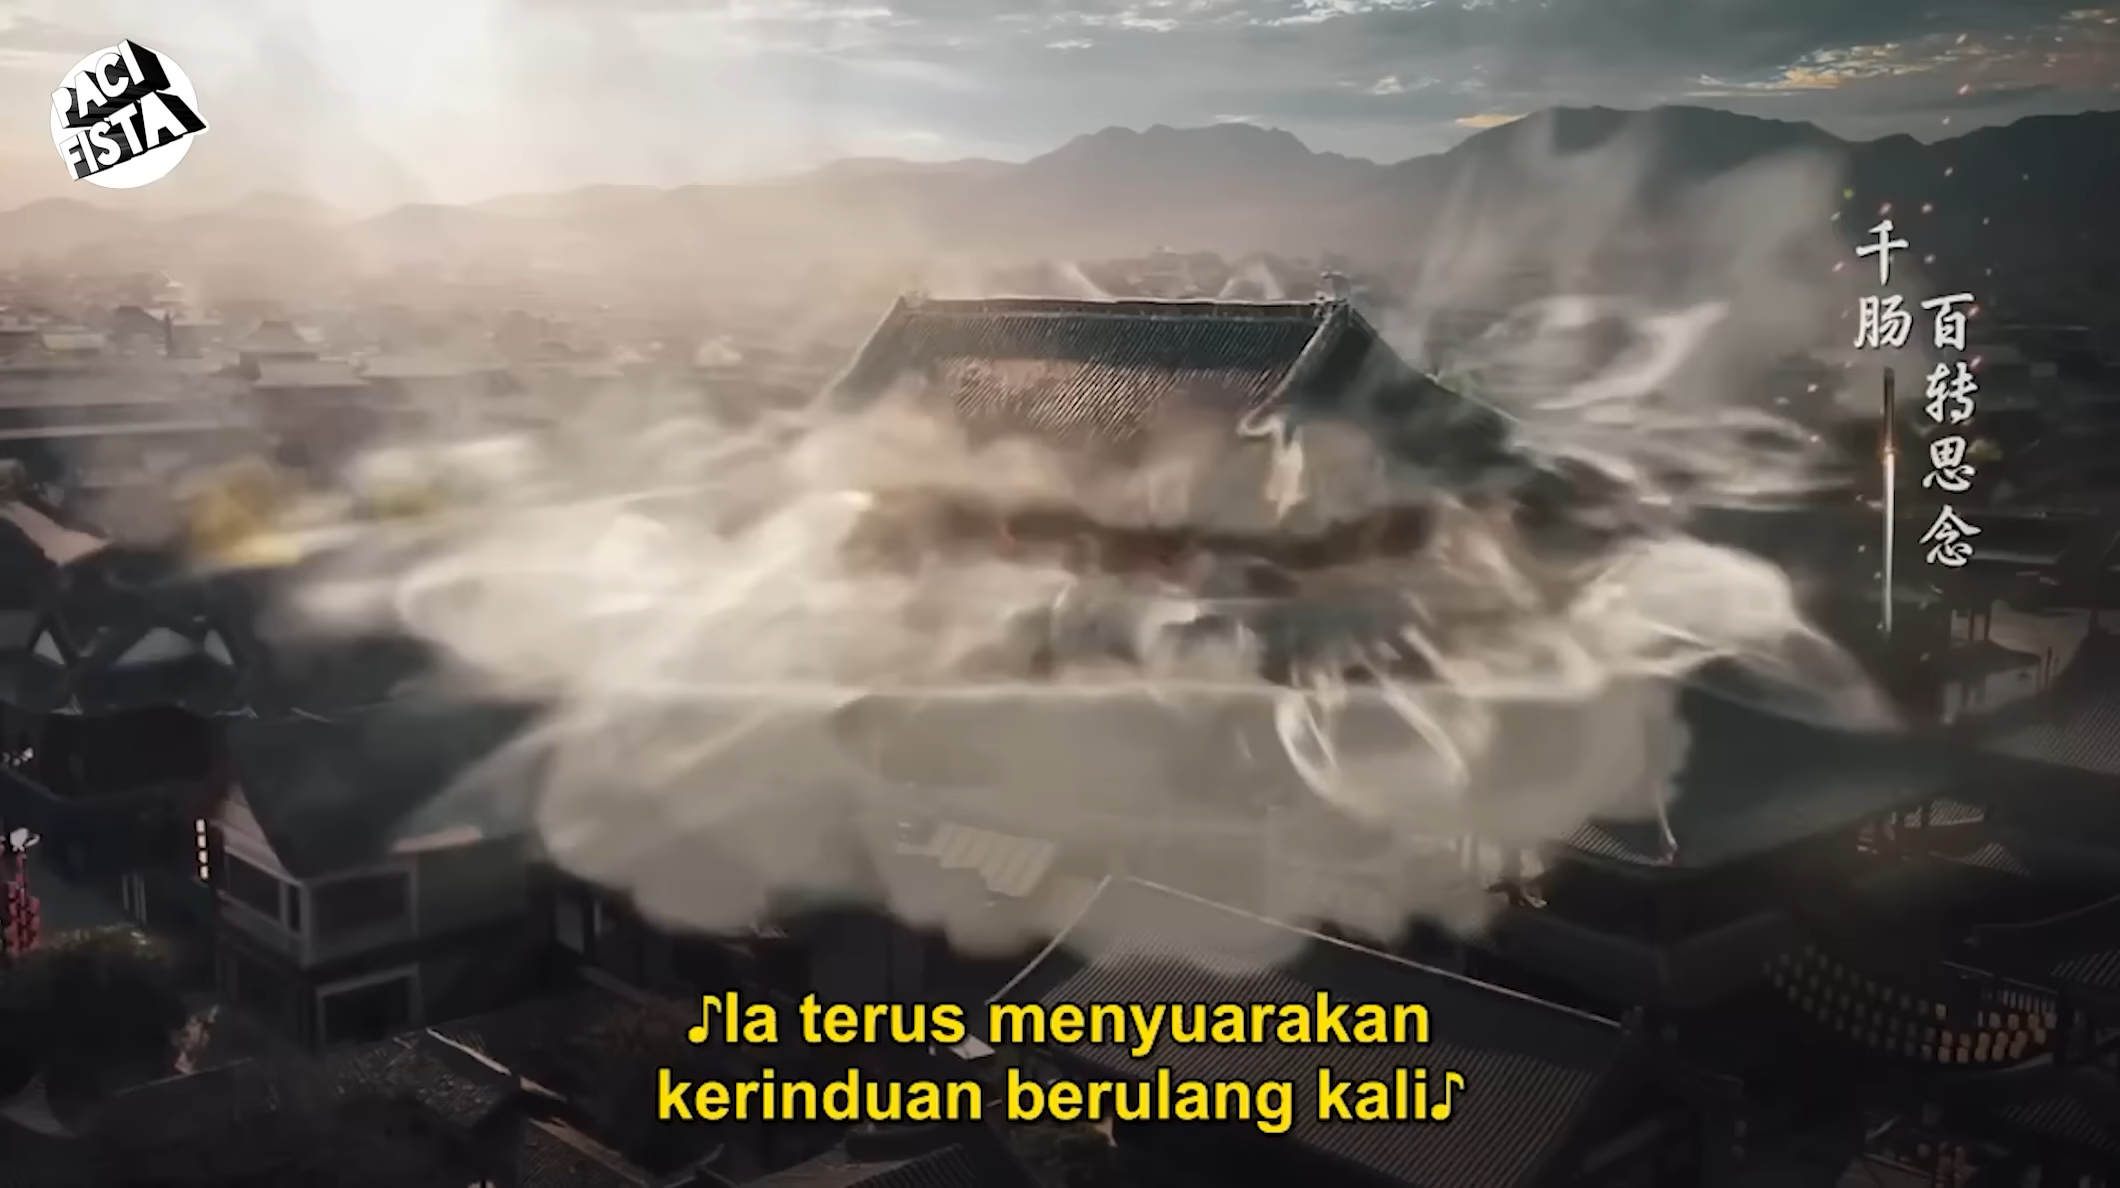 PACI
FISTA
千肠
百转思念
♪Ia terus menyuarakan
kerinduan berulang kali♪